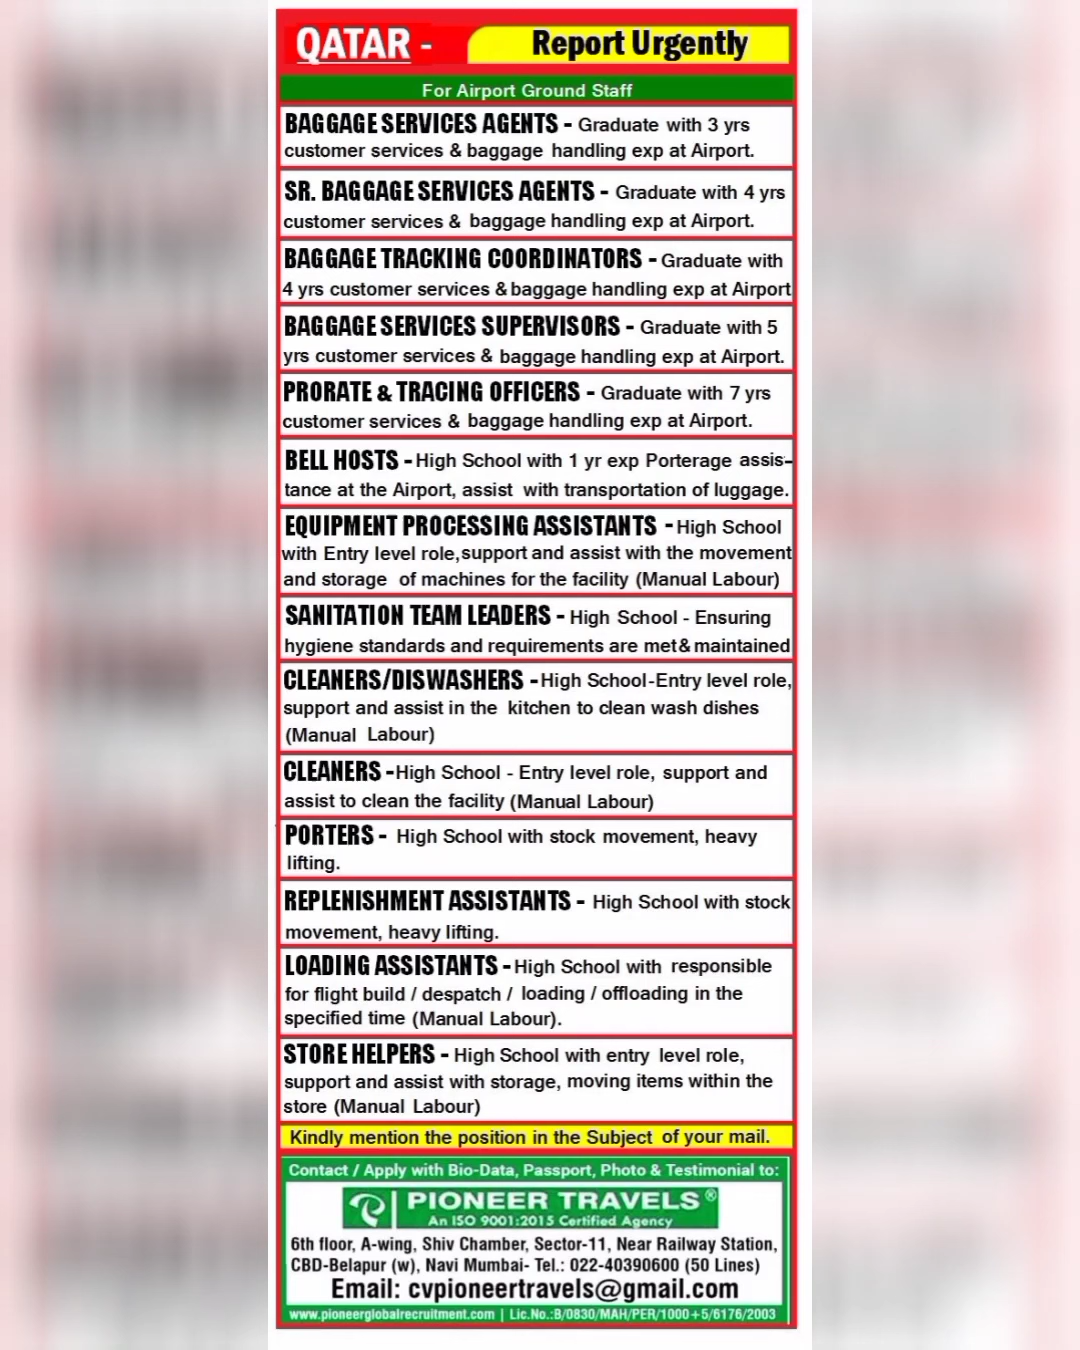 QATAR -
Report Urgently
For Airport Ground Staff
BAGGAGE SERVICES AGENTS - Graduate with 3 yrs
customer services & baggage handling exp at Airport.
SR. BAGGAGE SERVICES AGENTS - Graduate with 4 yrs
customer services & baggage handling exp at Airport.
BAGGAGE TRACKING COORDINATORS - Graduate with
4 yrs customer services & baggage handling exp at Airport
BAGGAGE SERVICES SUPERVISORS - Graduate with 5
yrs customer services & baggage handling exp at Airport.
PRORATE & TRACING OFFICERS - Graduate with 7 yrs
customer services & baggage handling exp at Airport.
BELL HOSTS - High School with 1 yr exp Porterage assis-
tance at the Airport, assist with transportation of luggage.
EQUIPMENT PROCESSING ASSISTANTS - High School
with Entry level role, support and assist with the movement
and storage of machines for the facility (Manual Labour)
SANITATION TEAM LEADERS - High School - Ensuring
hygiene standards and requirements are met & maintained
CLEANERS/DISWASHERS - High School-Entry level role,
support and assist in the kitchen to clean wash dishes
(Manual Labour)
CLEANERS - High School - Entry level role, support and
assist to clean the facility (Manual Labour)
PORTERS - High School with stock movement, heavy
lifting.
REPLENISHMENT ASSISTANTS - High School with stock
movement, heavy lifting.
LOADING ASSISTANTS - High School with responsible
for flight build / despatch / loading / offloading in the
specified time (Manual Labour).
STORE HELPERS - High School with entry level role,
support and assist with storage, moving items within the
store (Manual Labour)
Kindly mention the position in the Subject of your mail.
Contact / Apply with Bio-Data, Passport, Photo & Testimonial to:
PIONEER TRAVELS ®
An ISO 9001:2015 Certified Agency
6th floor, A-wing, Shiv Chamber, Sector-11, Near Railway Station,
CBD-Belapur (w), Navi Mumbai- Tel.: 022-40390600 (50 Lines)
Email: cvpioneertravels@gmail.com
www.pioneerglobalrecruitment.com | Lic.No.:B/0830/MAH/PER/1000+5/6176/2003